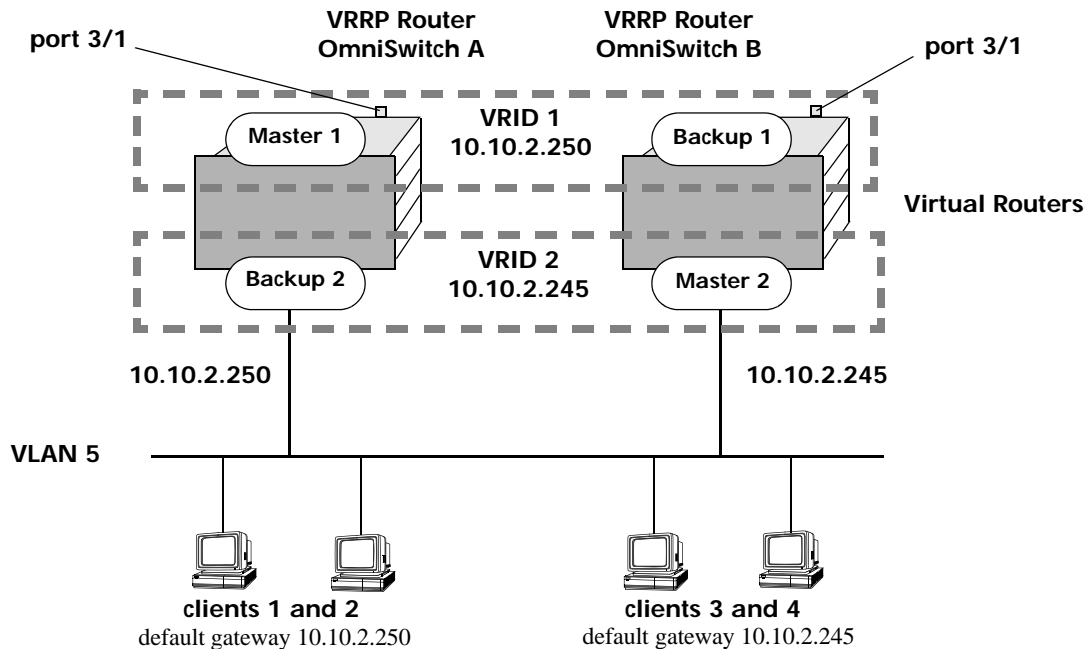 VRRP Router
OmniSwitch A
VRRP Router
OmniSwitch B
port 3/1
port 3/1
Master 1
VRID 1
10.10.2.250
Backup 1
Virtual Routers
Backup 2
VRID 2
10.10.2.245
Master 2
10.10.2.250
10.10.2.245
VLAN 5
clients 1 and 2
default gateway 10.10.2.250
clients 3 and 4
default gateway 10.10.2.245